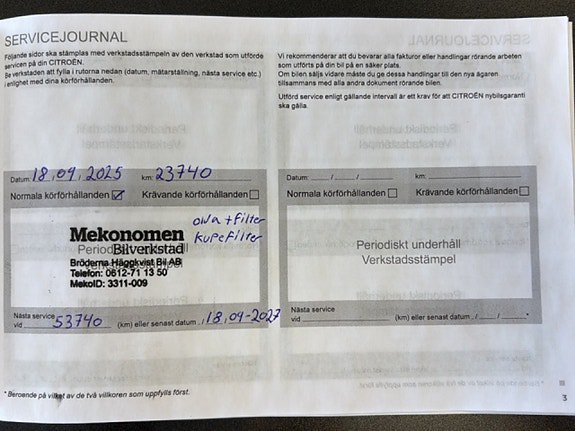 SERVICEJOURNAL
Följande sidor ska stämplas med verkstadsstämpeln av den verkstad som utförde
servicen på din CITROËN.
Be verkstaden att fylla i rutorna nedan (datum, mätarställning, nästa service etc.)
i enlighet med dina körförhållanden.
Datum: 18.09.2025 km: 23740
Normala körförhållanden Krävande körförhållanden
Olja + filter
Kupefilter
Mekonomen
Bilverkstad
Bröderna Häggkvist Bil AB
Telefon: 0612-71 13 50
MekoID: 3311-009
Nästa service
vid 53740 (km) eller senast datum 18.09-2027
* Beroende på vilket av de två villkoren som uppfylls först.
Vi rekommenderar att du bevarar alla fakturor eller handlingar rörande arbeten
som utförts på din bil på en säker plats.
Om bilen säljs vidare måste du ge dessa handlingar till den nya ägaren
tillsammans med alla andra dokument rörande bilen.
Utförd service enligt gällande intervall är ett krav för att CITROËN nybilsgaranti
ska gälla.
Datum: __/__/__ km:
Normala körförhållanden Krävande körförhållanden
Periodiskt underhåll
Verkstadsstämpel
Nästa service
vid (km) eller senast datum __/__/__*
3